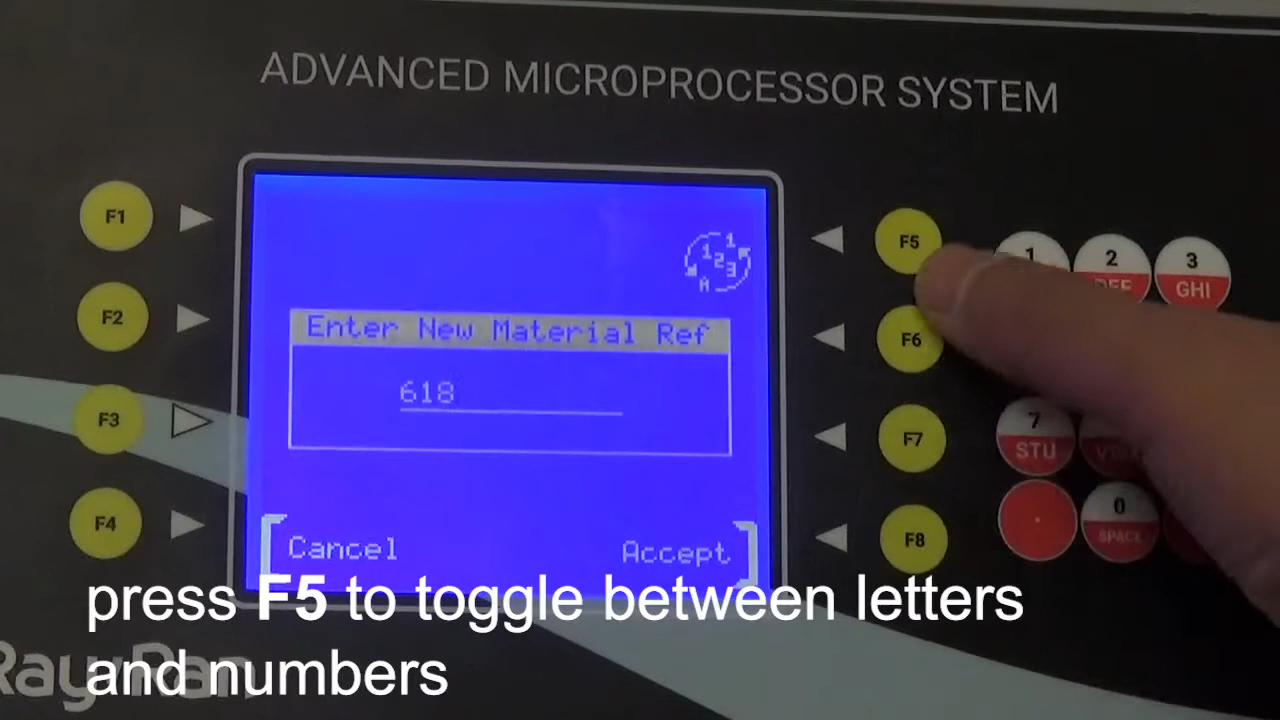 ADVANCED MICROPROCESSOR SYSTEM
F1
F2
F3
F4
Enter New Material Ref
618
Cancel
Accept
F5
F6
F7
F8
1
2
DEF
3
GHI
7
STU
0
SPACE
RayRan
press F5 to toggle between letters
and numbers